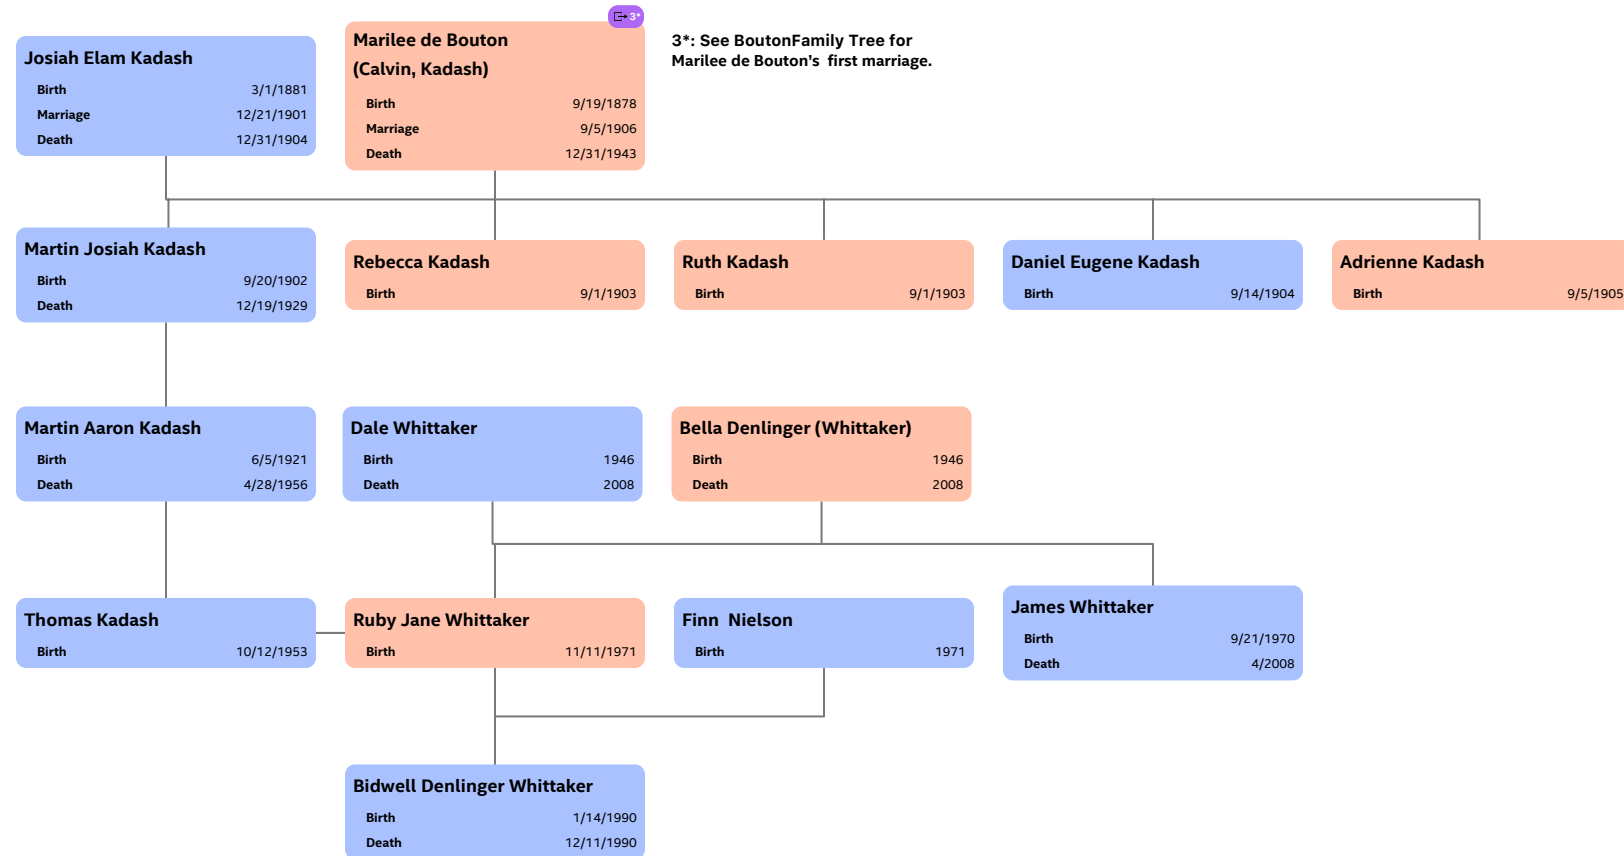 3*
Josiah Elam Kadash
Birth 3/1/1881
Marriage 12/21/1901
Death 12/31/1904
Marilee de Bouton
(Calvin, Kadash)
Birth 9/19/1878
Marriage 9/5/1906
Death 12/31/1943
3*: See BoutonFamily Tree for
Marilee de Bouton's first marriage.
Martin Josiah Kadash
Birth 9/20/1902
Death 12/19/1929
Rebecca Kadash
Birth 9/1/1903
Ruth Kadash
Birth 9/1/1903
Daniel Eugene Kadash
Birth 9/14/1904
Adrienne Kadash
Birth 9/5/1905
Martin Aaron Kadash
Birth 6/5/1921
Death 4/28/1956
Dale Whittaker
Birth 1946
Death 2008
Bella Denlinger (Whittaker)
Birth 1946
Death 2008
Thomas Kadash
Birth 10/12/1953
Ruby Jane Whittaker
Birth 11/11/1971
Finn Nielson
Birth 1971
James Whittaker
Birth 9/21/1970
Death 4/2008
Bidwell Denlinger Whittaker
Birth 1/14/1990
Death 12/11/1990